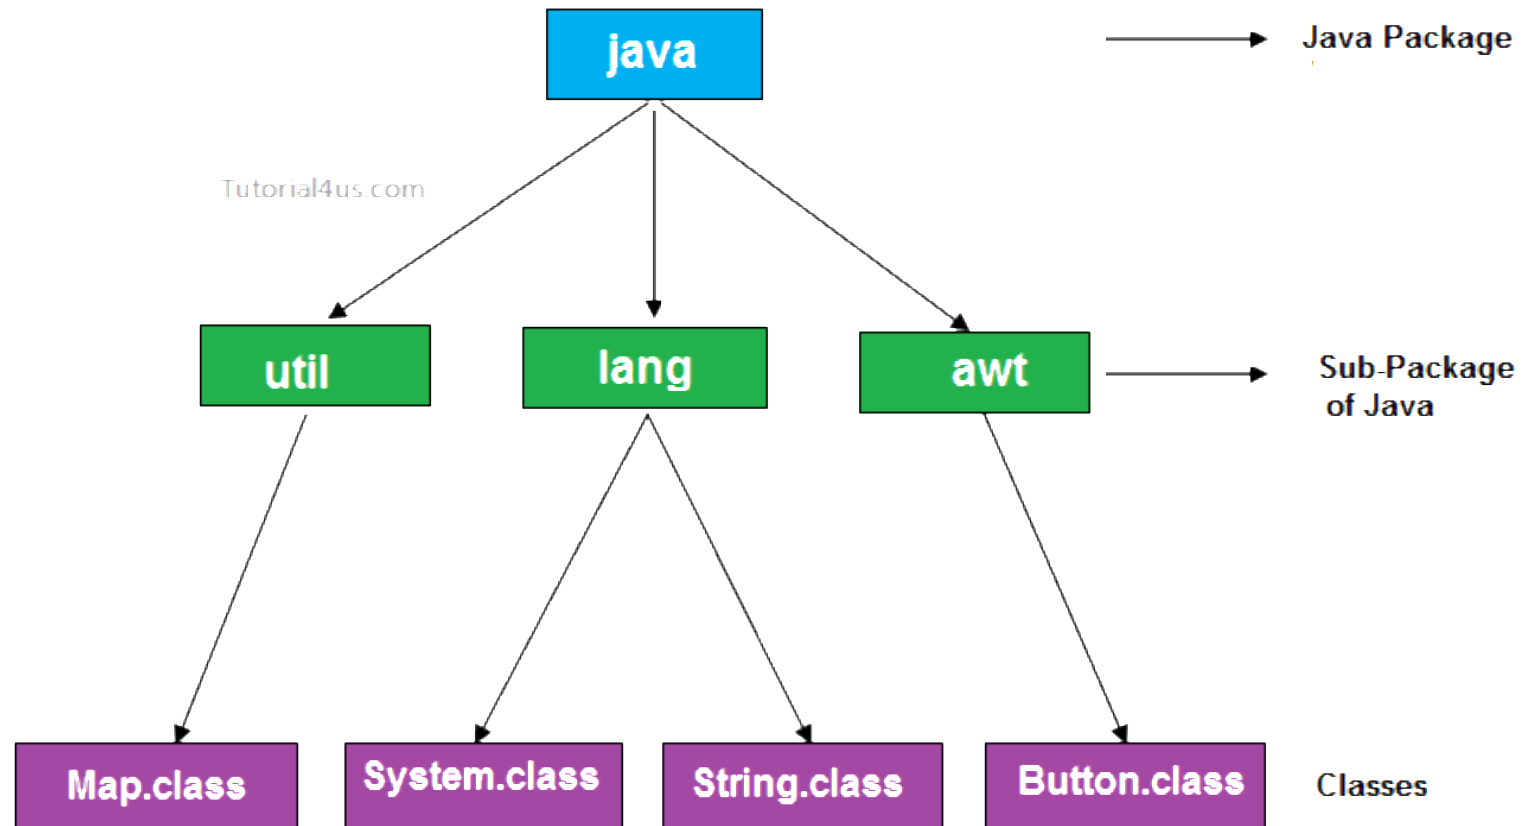 java
Java Package
Tutorial4us.com
util
lang
awt
Sub-Package
of Java
Map.class
System.class
String.class
Button.class
Classes